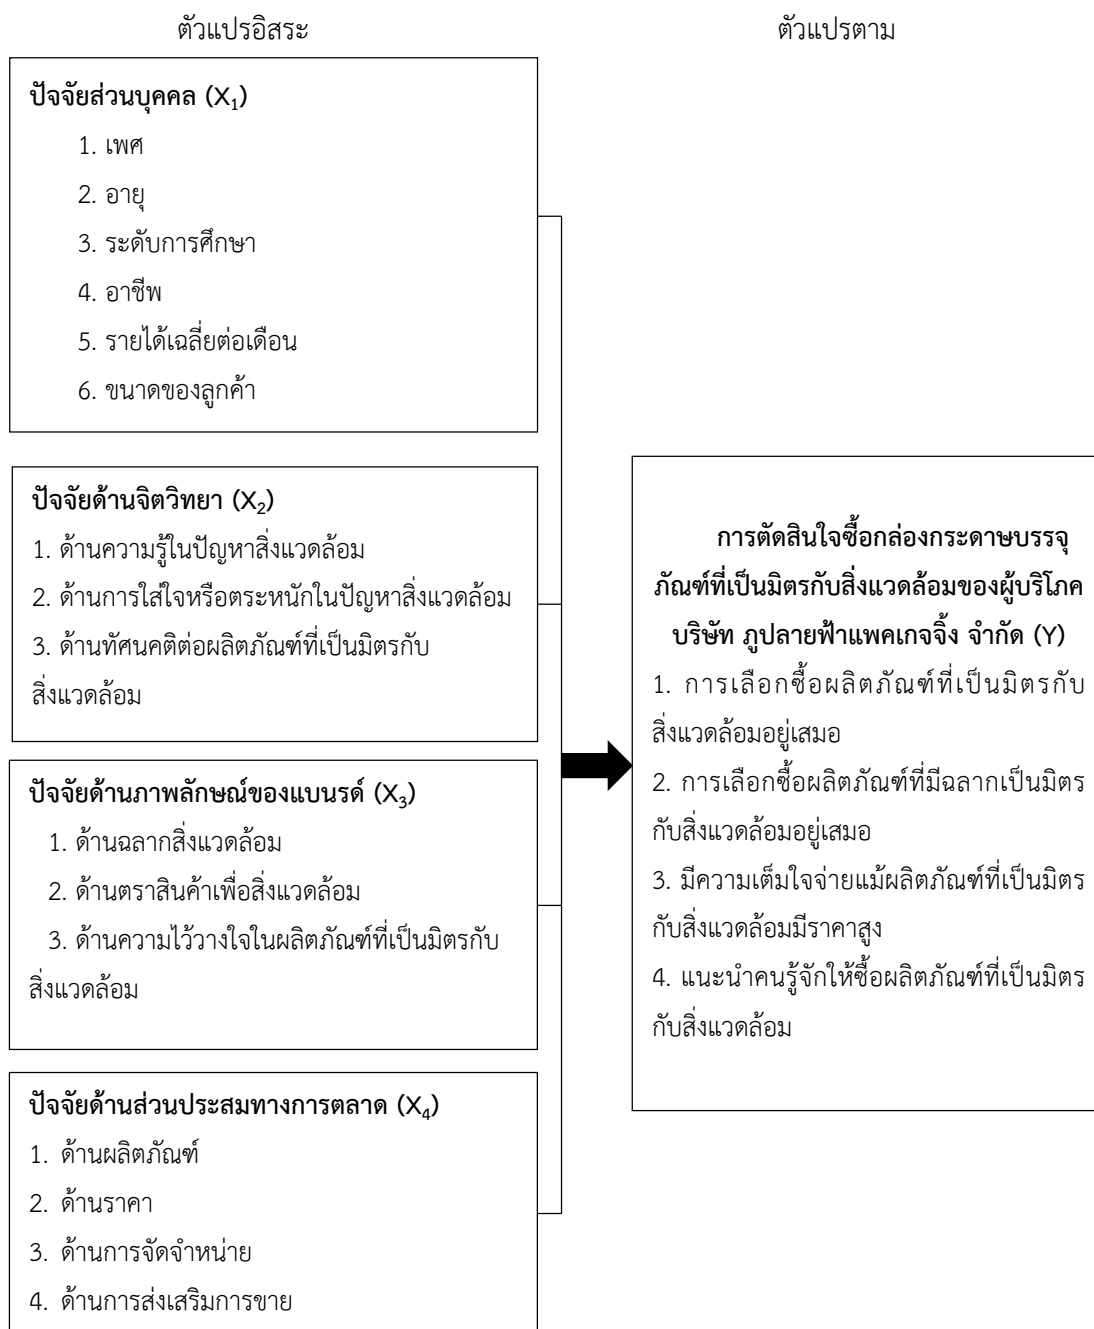 ตัวแปรอิสระ
ตัวแปรตาม
ปัจจัยส่วนบุคคล (X₁)
1. เพศ
2. อายุ
3. ระดับการศึกษา
4. อาชีพ
5. รายได้เฉลี่ยต่อเดือน
6. ขนาดของลูกค้า
ปัจจัยด้านจิตวิทยา (X₂)
1. ด้านความรู้ในปัญหาสิ่งแวดล้อม
2. ด้านการใส่ใจหรือตระหนักในปัญหาสิ่งแวดล้อม
3. ด้านทัศนคติต่อผลิตภัณฑ์ที่เป็นมิตรกับ
สิ่งแวดล้อม
ปัจจัยด้านภาพลักษณ์ของแบนรด์ (X₃)
1. ด้านฉลากสิ่งแวดล้อม
2. ด้านตราสินค้าเพื่อสิ่งแวดล้อม
3. ด้านความไว้วางใจในผลิตภัณฑ์ที่เป็นมิตรกับ
สิ่งแวดล้อม
ปัจจัยด้านส่วนประสมทางการตลาด (X₄)
1. ด้านผลิตภัณฑ์
2. ด้านราคา
3. ด้านการจัดจำหน่าย
4. ด้านการส่งเสริมการขาย
การตัดสินใจซื้อกล่องกระดาษบรรจุ
ภัณฑ์ที่เป็นมิตรกับสิ่งแวดล้อมของผู้บริโภค
บริษัท ภูปลายฟ้าแพคเกจจิ้ง จำกัด (Y)
1. การเลือกซื้อผลิตภัณฑ์ที่เป็นมิตรกับ
สิ่งแวดล้อมอยู่เสมอ
2. การเลือกซื้อผลิตภัณฑ์ที่มีฉลากเป็นมิตร
กับสิ่งแวดล้อมอยู่เสมอ
3. มีความเต็มใจจ่ายแม้ผลิตภัณฑ์ที่เป็นมิตร
กับสิ่งแวดล้อมมีราคาสูง
4. แนะนำคนรู้จักให้ซื้อผลิตภัณฑ์ที่เป็นมิตร
กับสิ่งแวดล้อม